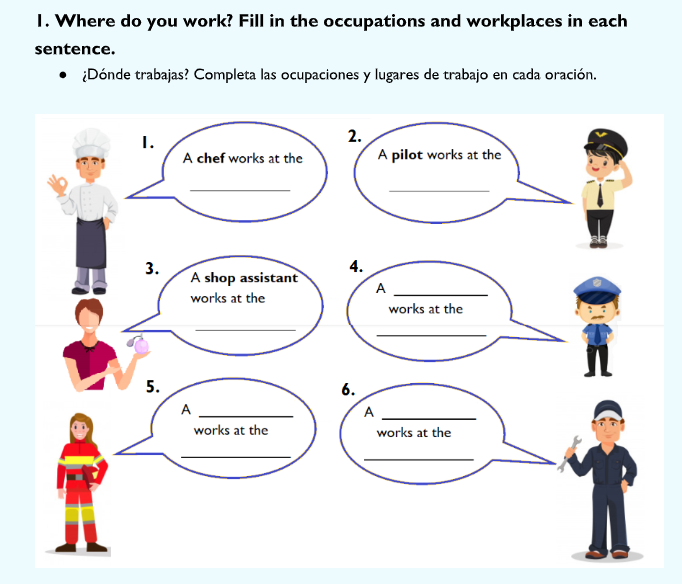 1. Where do you work? Fill in the occupations and workplaces in each
sentence.
• ¿Dónde trabajas? Completa las ocupaciones y lugares de trabajo en cada oración.
1.
A chef works at the
2.
A pilot works at the
3.
A shop assistant
works at the
4.
A
works at the
5.
A
works at the
6.
A
works at the